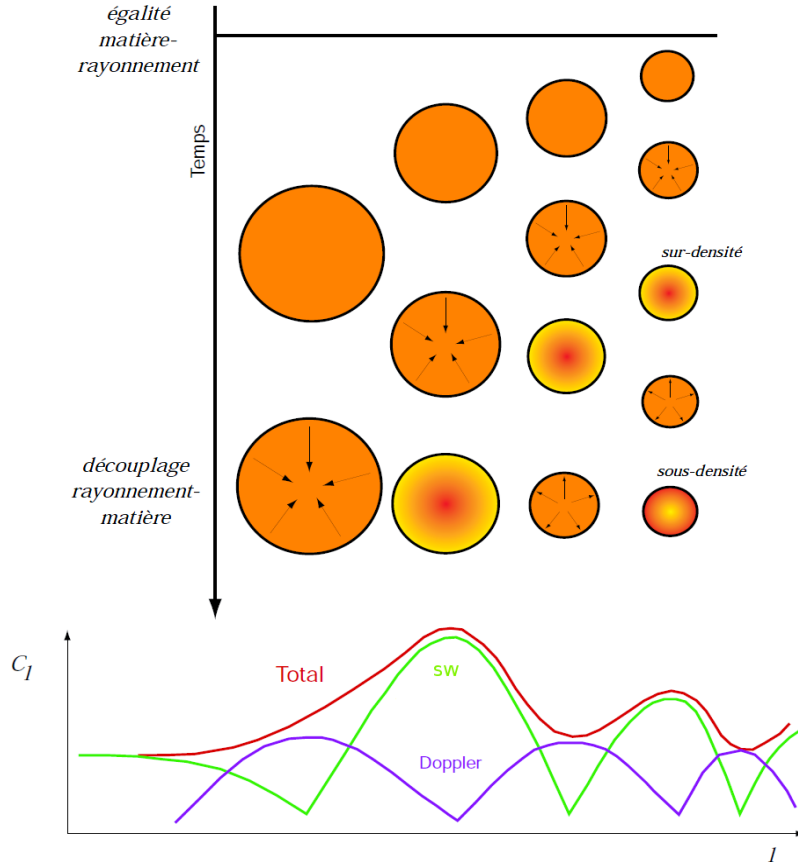 égalité
matière-
rayonnement
Temps
sur-densité
découplage
rayonnement-
matière
sous-densité
C_l
Total
SW
Doppler
l